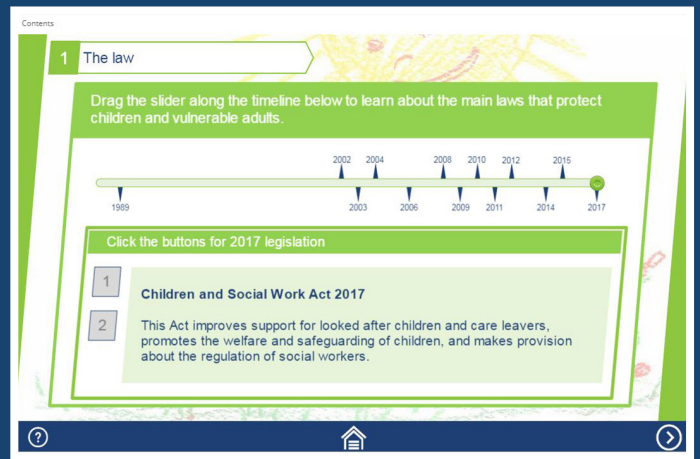 Contents
1 The law
Drag the slider along the timeline below to learn about the main laws that protect
children and vulnerable adults.
2002 2004 2008 2010 2012 2015
1989 2003 2006 2009 2011 2014 2017
Click the buttons for 2017 legislation
1
Children and Social Work Act 2017
2
This Act improves support for looked after children and care leavers,
promotes the welfare and safeguarding of children, and makes provision
about the regulation of social workers.
?